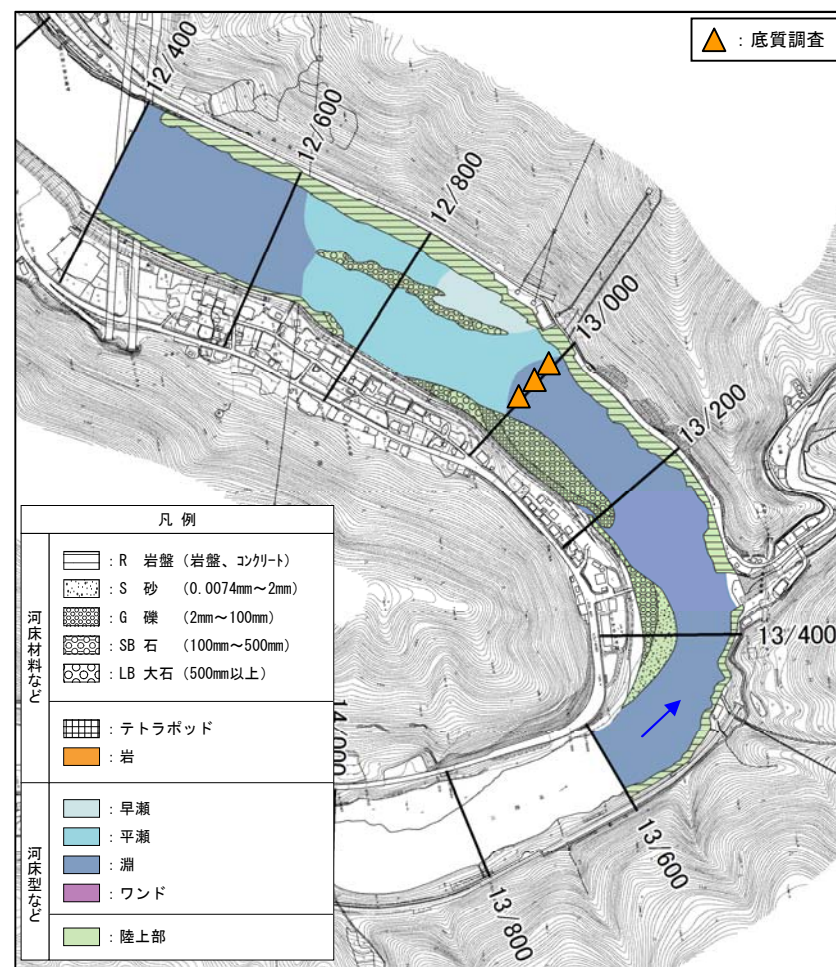 ：底質調査
12/400
12/600
12/800
13/000
13/200
13/400
13/600
13/800
14/000
凡 例
河床材料など
：R 岩盤（岩盤、ｺﾝｸﾘｰﾄ）
：S 砂 （0.0074mm～2mm）
：G 礫 （2mm～100mm）
：SB 石 （100mm～500mm）
：LB 大石（500mm以上）
：テトラポッド
：岩
河床型など
：早瀬
：平瀬
：淵
：ワンド
：陸上部